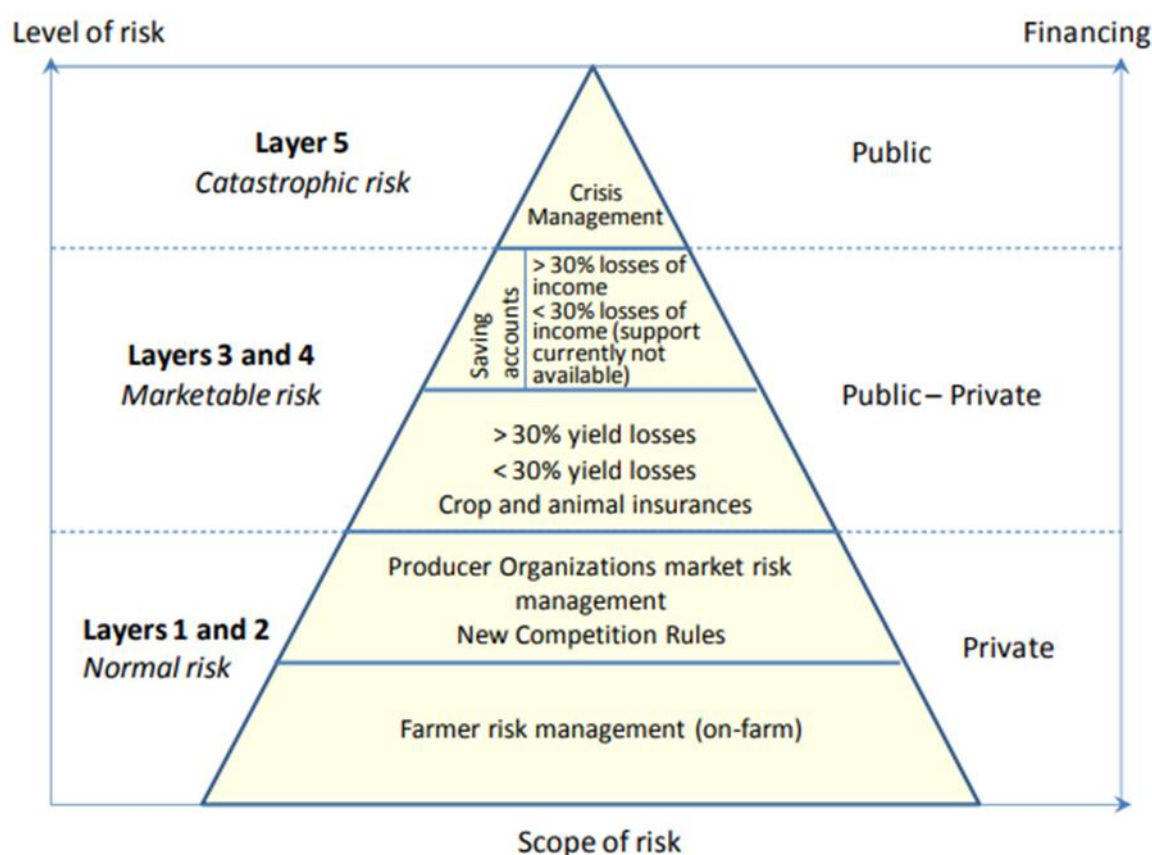 Level of risk
Financing
Layer 5
Catastrophic risk
Public
Crisis
Management
Saving
accounts
> 30% losses of
income
< 30% losses of
income (support
currently not
available)
Layers 3 and 4
Marketable risk
Public – Private
> 30% yield losses
< 30% yield losses
Crop and animal insurances
Producer Organizations market risk
management
New Competition Rules
Layers 1 and 2
Normal risk
Private
Farmer risk management (on-farm)
Scope of risk